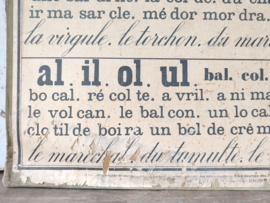 ir ma sar cle. mé dor mor dra.
la virgule. le torchon. du mar
al. il. ol. ul. bal. col.
bo cal. ré col te. a vril. a ni ma
le vol can. le bal con. un lo ca
clo til de boi ra un bol de crêm
le maréchal. du tumulte. le